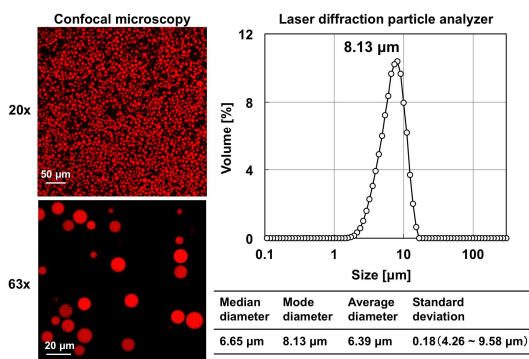 Confocal microscopy
20x
50 µm
63x
20 µm
Laser diffraction particle analyzer
8.13 µm
Volume [%]
12
8
4
0
0.1 1 10 100
Size [µm]
Median diameter Mode diameter Average diameter Standard deviation
6.65 µm 8.13 µm 6.39 µm 0.18(4.26 ~ 9.58 µm)